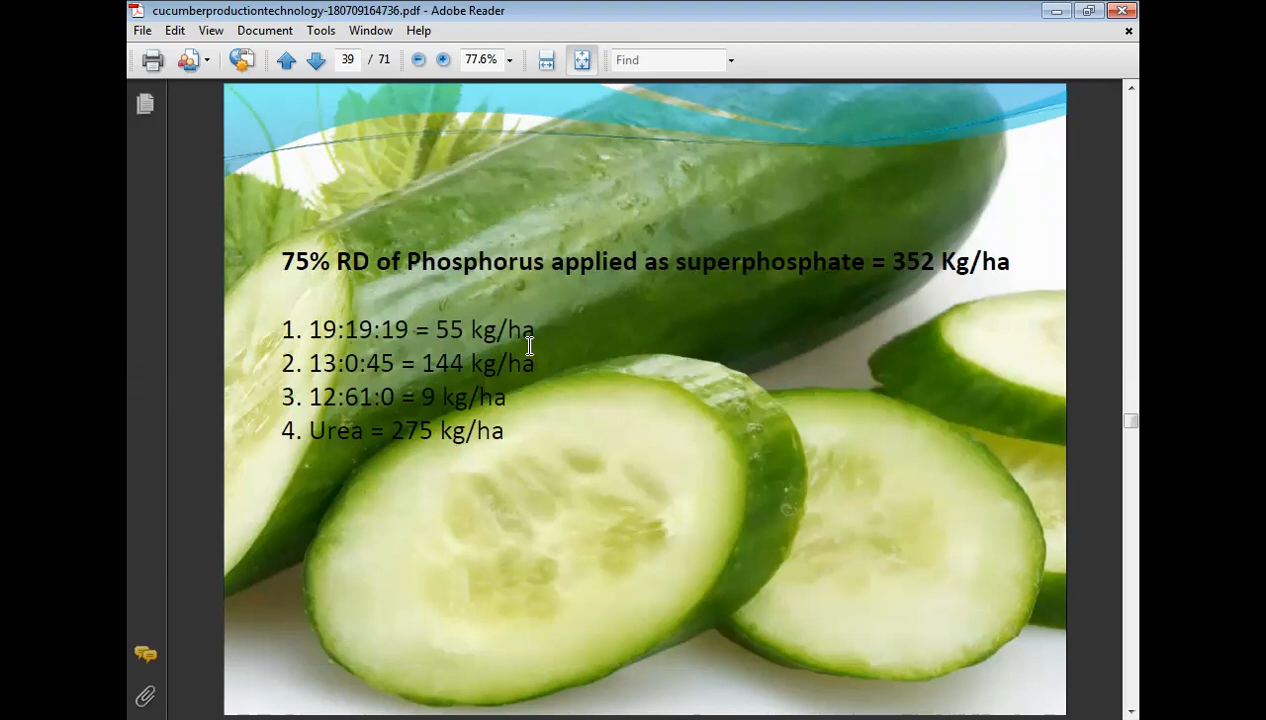 cucumberproductiontechnology-180709164736.pdf - Adobe Reader
File Edit View Document Tools Window Help
39 / 71 77.6% Find
75% RD of Phosphorus applied as superphosphate = 352 Kg/ha
1. 19:19:19 = 55 kg/ha
2. 13:0:45 = 144 kg/ha
3. 12:61:0 = 9 kg/ha
4. Urea = 275 kg/ha